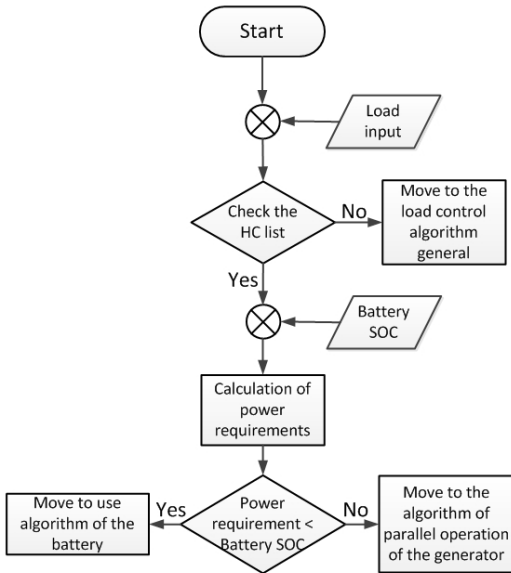 Start
Load
input
Check the
HC list
No
Move to the
load control
algorithm
general
Yes
Battery
SOC
Calculation of
power
requirements
Power
requirement <
Battery SOC
Yes
Move to use
algorithm of the
battery
No
Move to the
algorithm of
parallel operation
of the generator